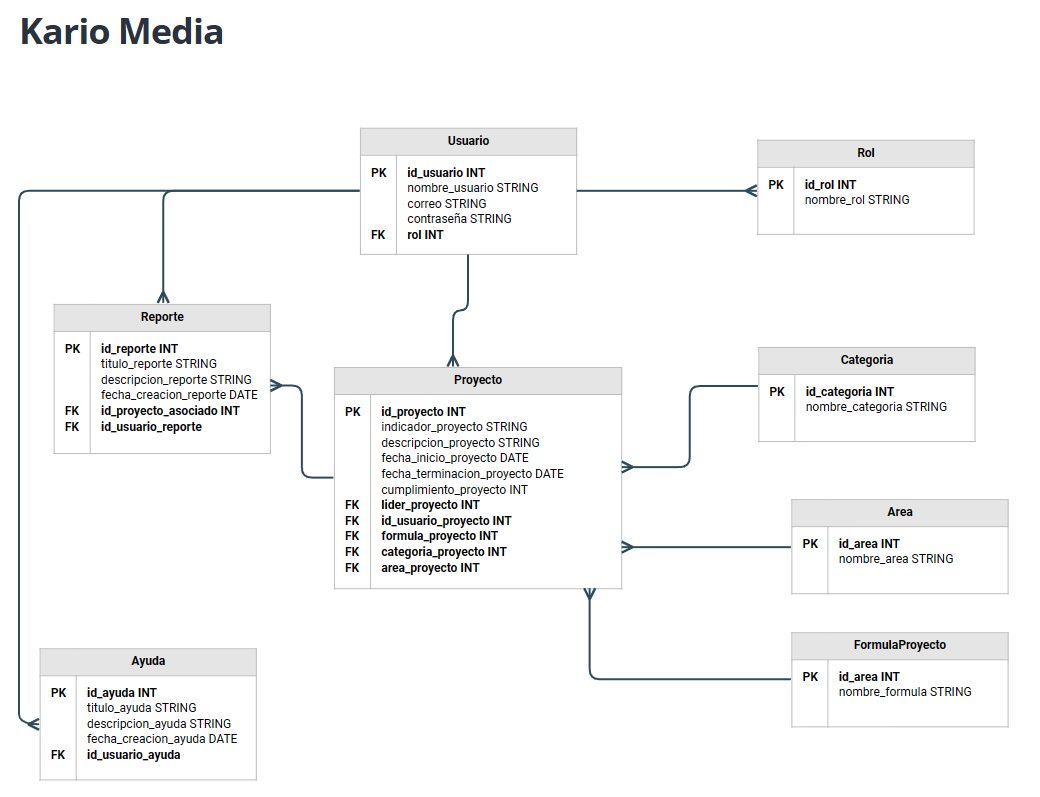 Kario Media
Usuario
PK id_usuario INT
nombre_usuario STRING
correo STRING
contraseña STRING
FK rol INT
Rol
PK id_rol INT
nombre_rol STRING
Reporte
PK id_reporte INT
titulo_reporte STRING
descripcion_reporte STRING
fecha_creacion_reporte DATE
FK id_proyecto_asociado INT
FK id_usuario_reporte
Proyecto
PK id_proyecto INT
indicador_proyecto STRING
descripcion_proyecto STRING
fecha_inicio_proyecto DATE
fecha_terminacion_proyecto DATE
cumplimiento_proyecto INT
FK lider_proyecto INT
FK id_usuario_proyecto INT
FK formula_proyecto INT
FK categoria_proyecto INT
FK area_proyecto INT
Categoria
PK id_categoria INT
nombre_categoria STRING
Area
PK id_area INT
nombre_area STRING
FormulaProyecto
PK id_area INT
nombre_formula STRING
Ayuda
PK id_ayuda INT
titulo_ayuda STRING
descripcion_ayuda STRING
fecha_creacion_ayuda DATE
FK id_usuario_ayuda